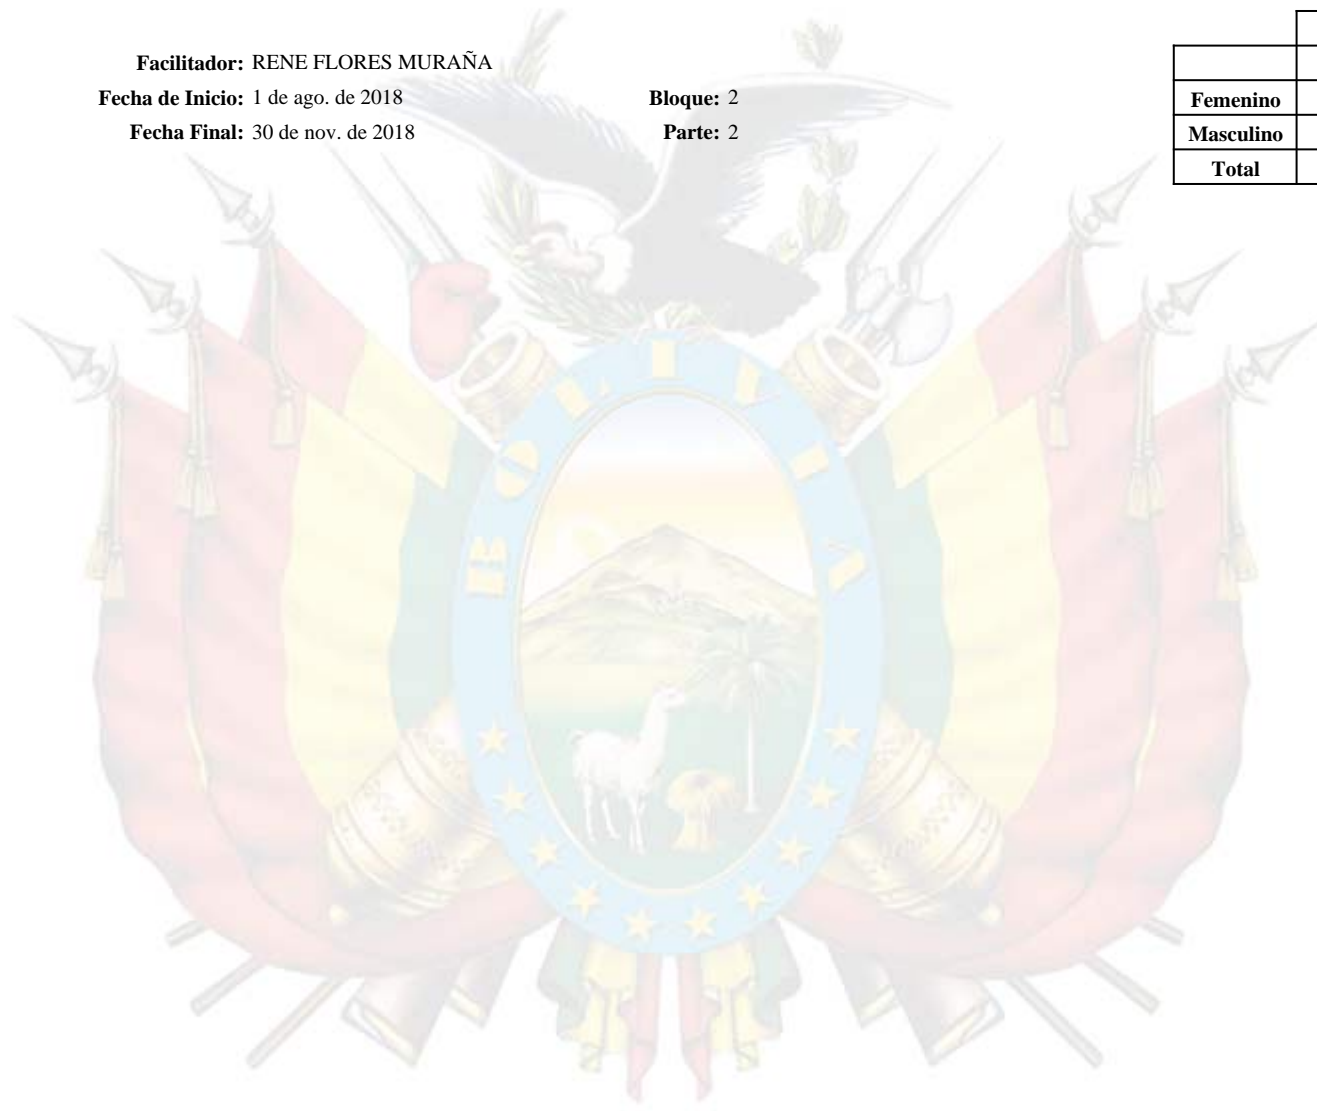 Facilitador: RENE FLORES MURAÑA
Fecha de Inicio: 1 de ago. de 2018 Bloque: 2
Fecha Final: 30 de nov. de 2018 Parte: 2
Femenino
Masculino
Total
BOLIVIA